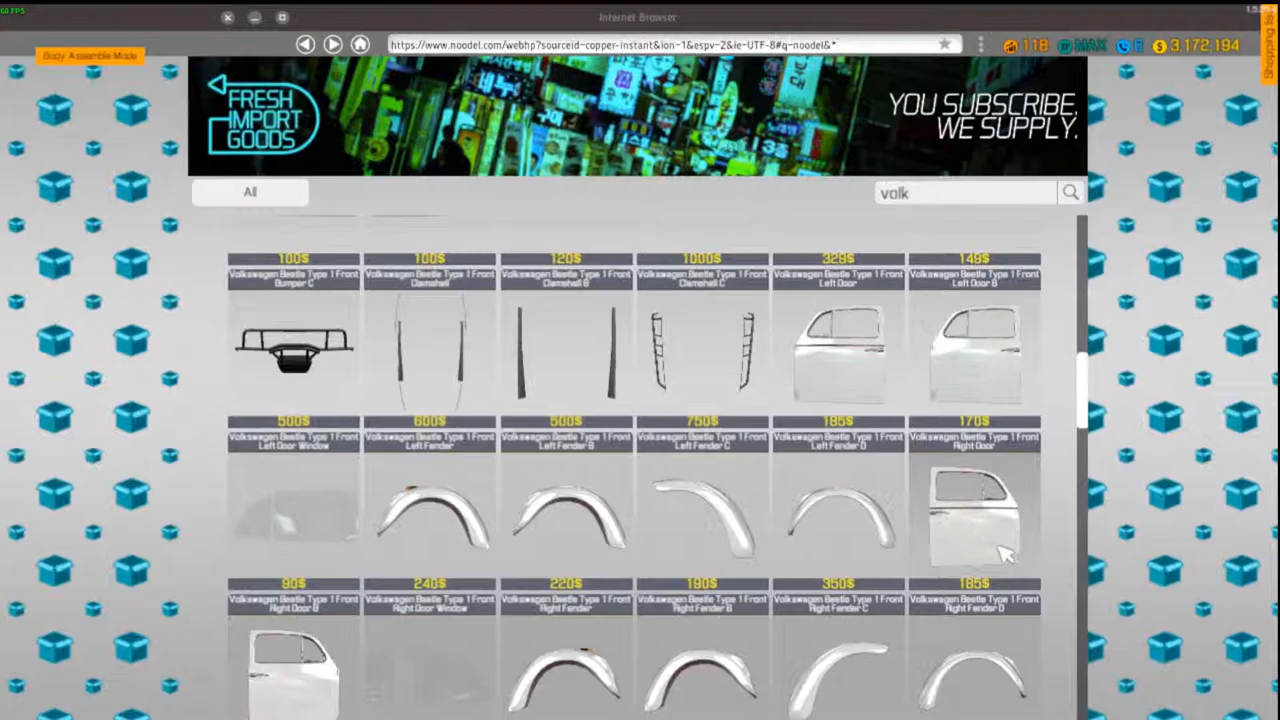 60 FPS
Internet Browser
https://www.noodel.com/webhp?sourceid-copper-instant&ion-1&espv-2&ie-UTF-8#q-noodel&*
118
MAX
3,172,194
Body Assemble Mode
FRESH
IMPORT
GOODS
YOU SUBSCRIBE.
WE SUPPLY.
All
volk
100$
Volkswagen Beetle Type 1 Front
Bumper C
100$
Volkswagen Beetle Type 1 Front
Clamshell
120$
Volkswagen Beetle Type 1 Front
Clamshell B
1000$
Volkswagen Beetle Type 1 Front
Clamshell C
329$
Volkswagen Beetle Type 1 Front
Left Door
149$
Volkswagen Beetle Type 1 Front
Left Door B
500$
Volkswagen Beetle Type 1 Front
Left Door Window
600$
Volkswagen Beetle Type 1 Front
Left Fender
500$
Volkswagen Beetle Type 1 Front
Left Fender B
750$
Volkswagen Beetle Type 1 Front
Left Fender C
185$
Volkswagen Beetle Type 1 Front
Left Fender D
170$
Volkswagen Beetle Type 1 Front
Right Door
90$
Volkswagen Beetle Type 1 Front
Right Door B
240$
Volkswagen Beetle Type 1 Front
Right Door Window
220$
Volkswagen Beetle Type 1 Front
Right Fender
190$
Volkswagen Beetle Type 1 Front
Right Fender B
350$
Volkswagen Beetle Type 1 Front
Right Fender C
185$
Volkswagen Beetle Type 1 Front
Right Fender D